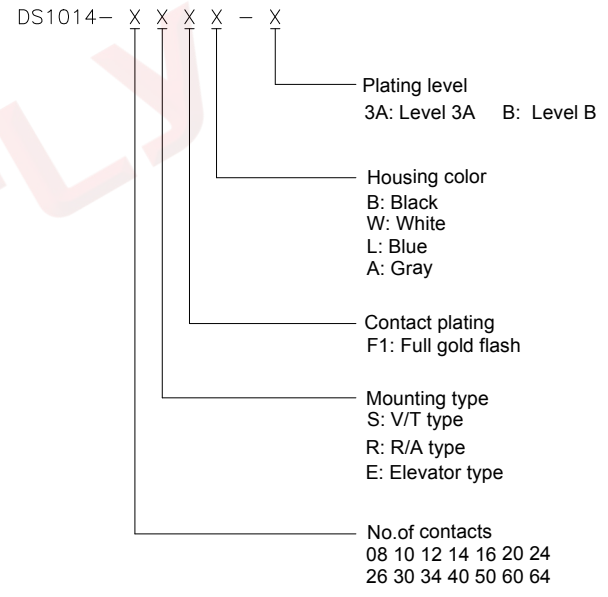 DS1014- X X X X - X
Plating level
3A: Level 3A B: Level B
Housing color
B: Black
W: White
L: Blue
A: Gray
Contact plating
F1: Full gold flash
Mounting type
S: V/T type
R: R/A type
E: Elevator type
No.of contacts
08 10 12 14 16 20 24
26 30 34 40 50 60 64